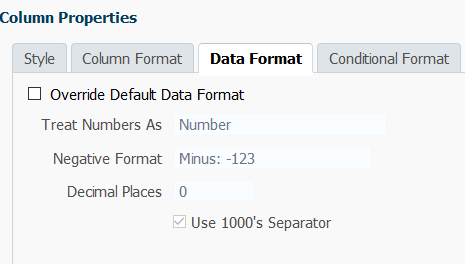 Column Properties
Style Column Format Data Format Conditional Format
Override Default Data Format
Treat Numbers As Number
Negative Format Minus: -123
Decimal Places 0
Use 1000's Separator